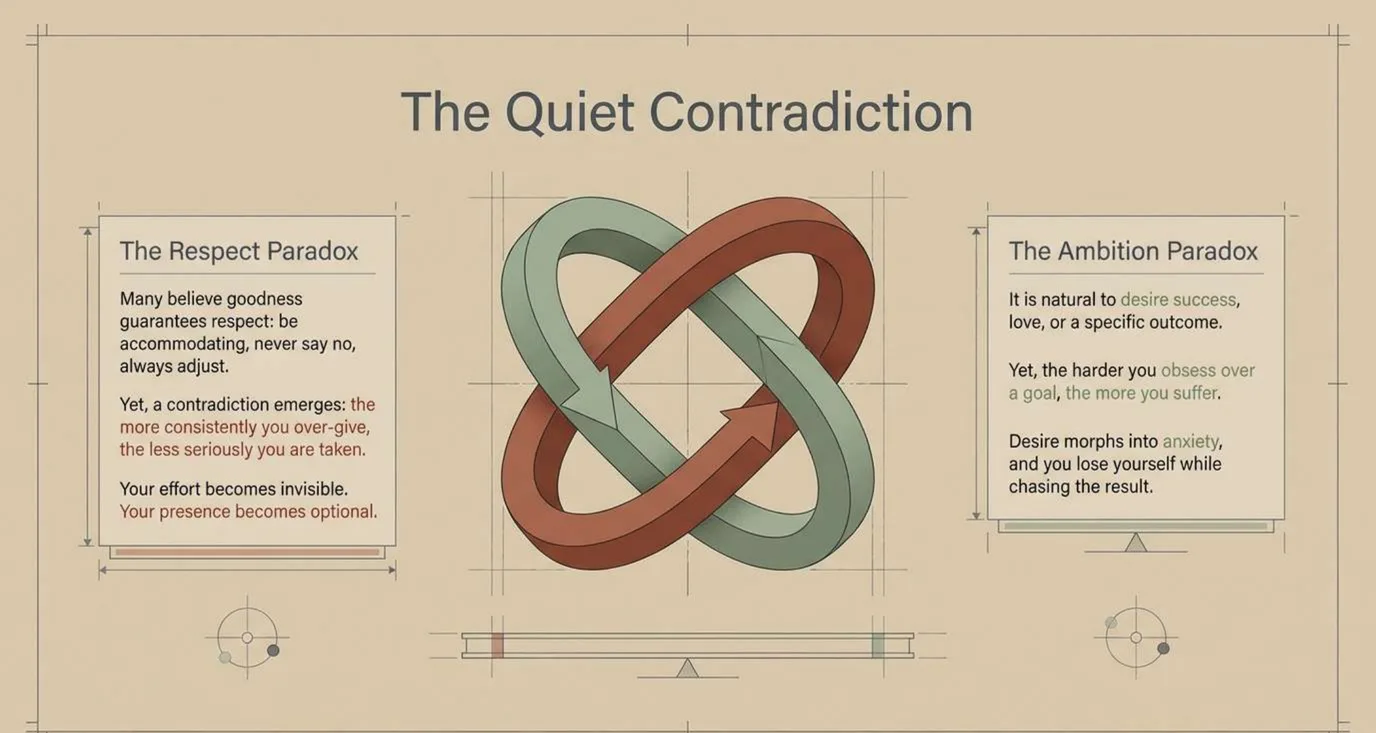 The Quiet Contradiction
The Respect Paradox
Many believe goodness
guarantees respect: be
accommodating, never say no,
always adjust.
Yet, a contradiction emerges: the
more consistently you over-give,
the less seriously you are taken.
Your effort becomes invisible.
Your presence becomes optional.
The Ambition Paradox
It is natural to desire success,
love, or a specific outcome.
Yet, the harder you obsess over
a goal, the more you suffer.
Desire morphs into anxiety,
and you lose yourself while
chasing the result.